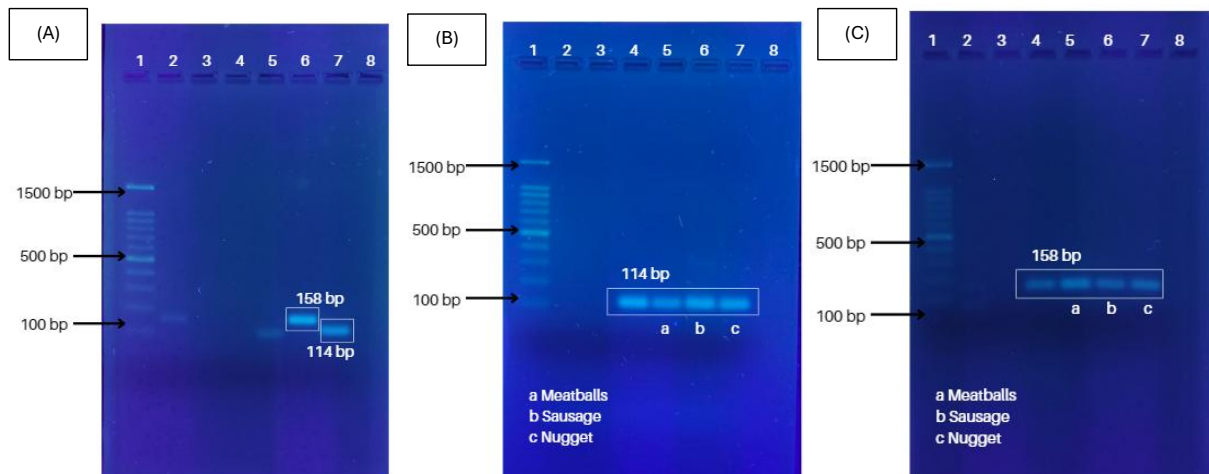 (A)
1 2 3 4 5 6 7 8
1500 bp
500 bp
100 bp
158 bp
114 bp
(B)
1 2 3 4 5 6 7 8
1500 bp
500 bp
100 bp
114 bp
a b c
a Meatballs
b Sausage
c Nugget
(C)
1 2 3 4 5 6 7 8
1500 bp
500 bp
100 bp
158 bp
a b c
a Meatballs
b Sausage
c Nugget